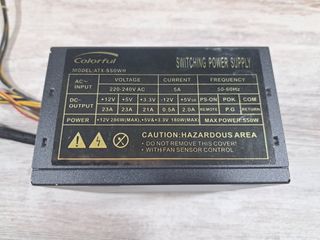 Colorful
SWITCHING POWER SUPPLY
MODEL:ATX-550WH
AC~ INPUT VOLTAGE CURRENT FREQUENCY
220-240V AC 5A 50-60Hz
DC⎓ OUTPUT +12V +5V +3.3V -12V +5VSB PS-ON POK COM
23A 23A 21A 0.5A 2.0A REMOTE P.G RETURN
POWER +12V 286W(MAX) +5V&+3.3V 180W(MAX) MAX.POWER:550W
CAUTION:HAZARDOUS AREA
• DO NOT REMOVE THIS COVER!
• WITH FAN SENSOR CONTROL